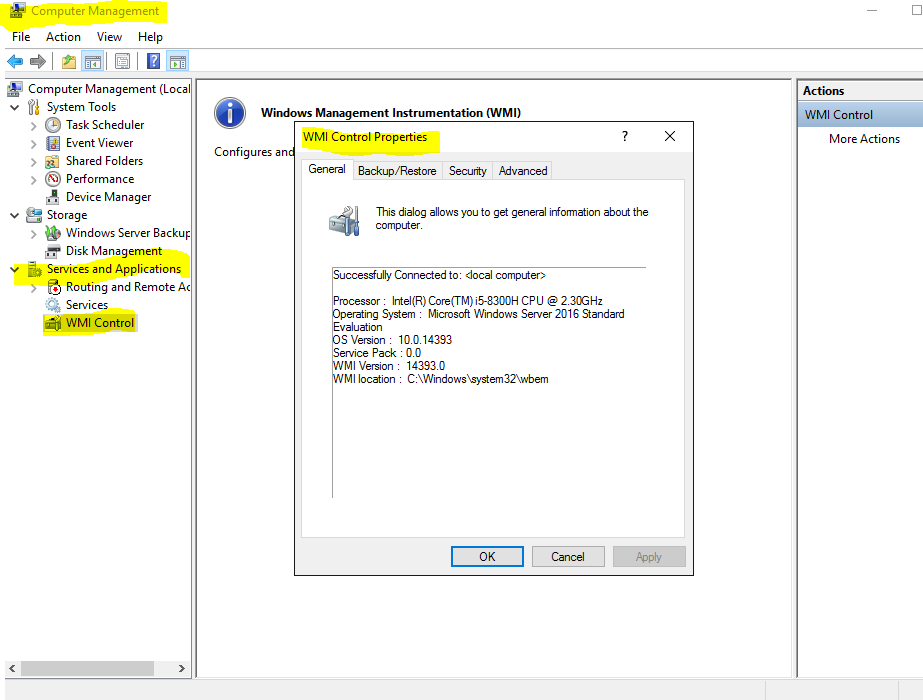 Computer Management
File Action View Help
Computer Management (Local
System Tools
Task Scheduler
Event Viewer
Shared Folders
Performance
Device Manager
Storage
Windows Server Backup
Disk Management
Services and Applications
Routing and Remote Ac
Services
WMI Control
Windows Management Instrumentation (WMI)
Configures and
WMI Control Properties
?
General Backup/Restore Security Advanced
This dialog allows you to get general information about the
computer.
Successfully Connected to: <local computer>
Processor : Intel(R) Core(TM) i5-8300H CPU @ 2.30GHz
Operating System : Microsoft Windows Server 2016 Standard
Evaluation
OS Version : 10.0.14393
Service Pack : 0.0
WMI Version : 14393.0
WMI location : C:\Windows\system32\wbem
OK Cancel Apply
Actions
WMI Control
More Actions